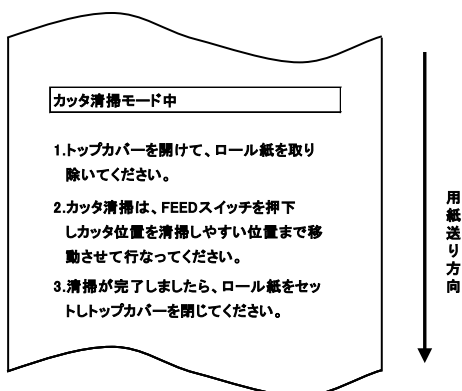 カッタ清掃モード中
1.トップカバーを開けて、ロール紙を取り
除いてください。
2.カッタ清掃は、FEEDスイッチを押下
しカッタ位置を清掃しやすい位置まで移
動させて行なってください。
3.清掃が完了しましたら、ロール紙をセッ
トしトップカバーを閉じてください。
用紙送り方向